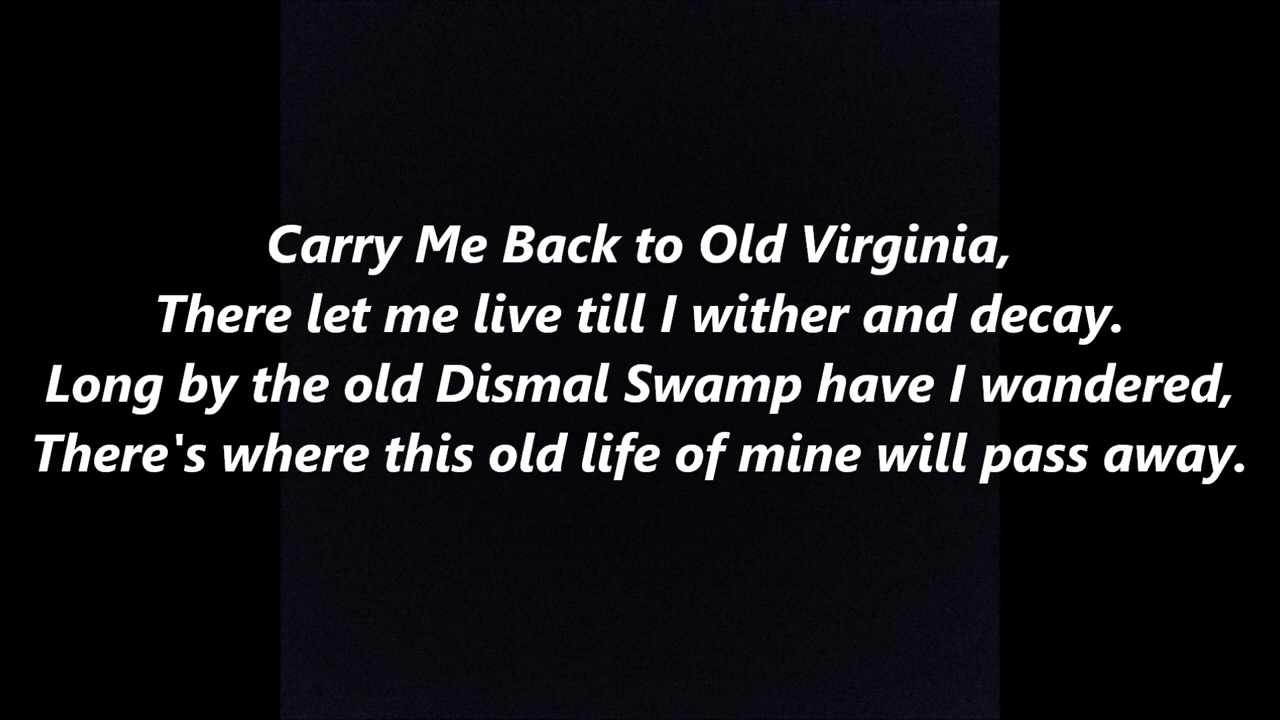 Carry Me Back to Old Virginia,
There let me live till I wither and decay.
Long by the old Dismal Swamp have I wandered,
There's where this old life of mine will pass away.